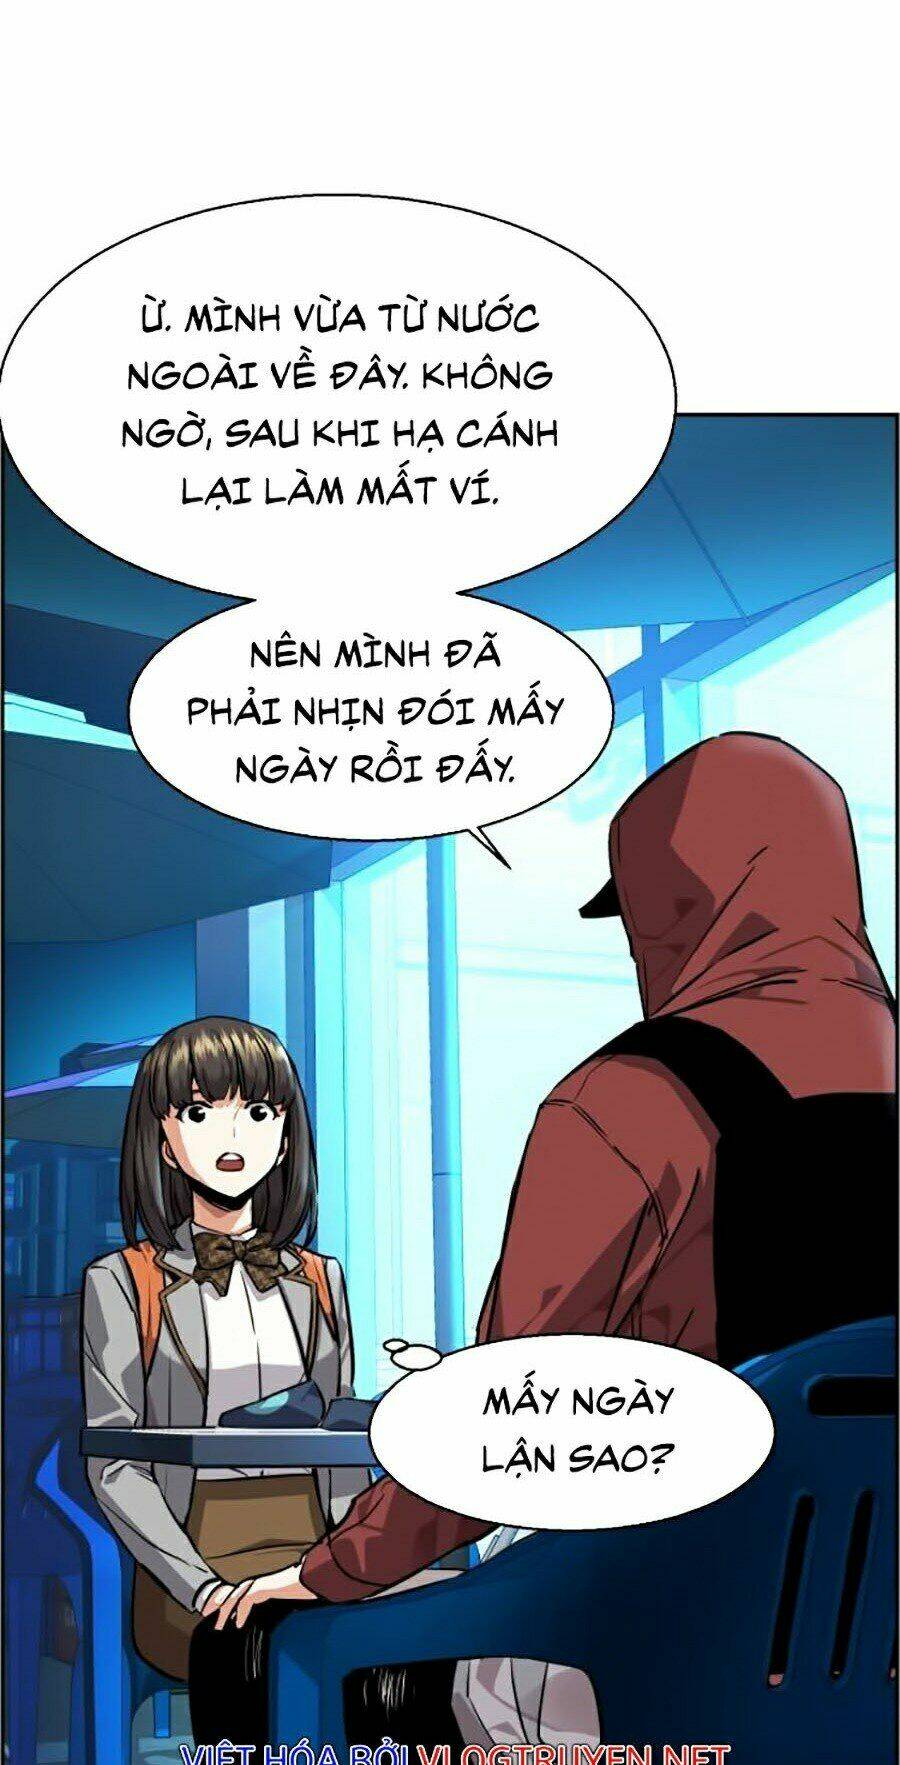 Ừ. MÌNH VỪA TỪ NƯỚC
NGOÀI VỀ ĐÂY. KHÔNG
NGỜ, SAU KHI HẠ CÁNH
LẠI LÀM MẤT VÍ.
NÊN MÌNH ĐÃ
PHẢI NHỊN ĐÓI MẤY
NGÀY RỒI ĐẤY.
MẤY NGÀY
LẬN SAO?
VIỆT HÓA BỞI VLOGTRUYEN.NET